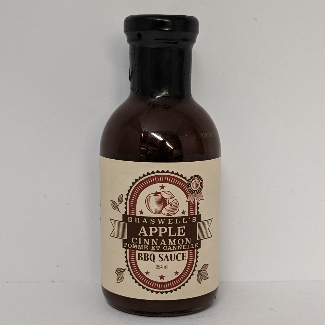 BRASWELL'S
APPLE
CINNAMON
POMME ET CANNELLE
BBQ SAUCE